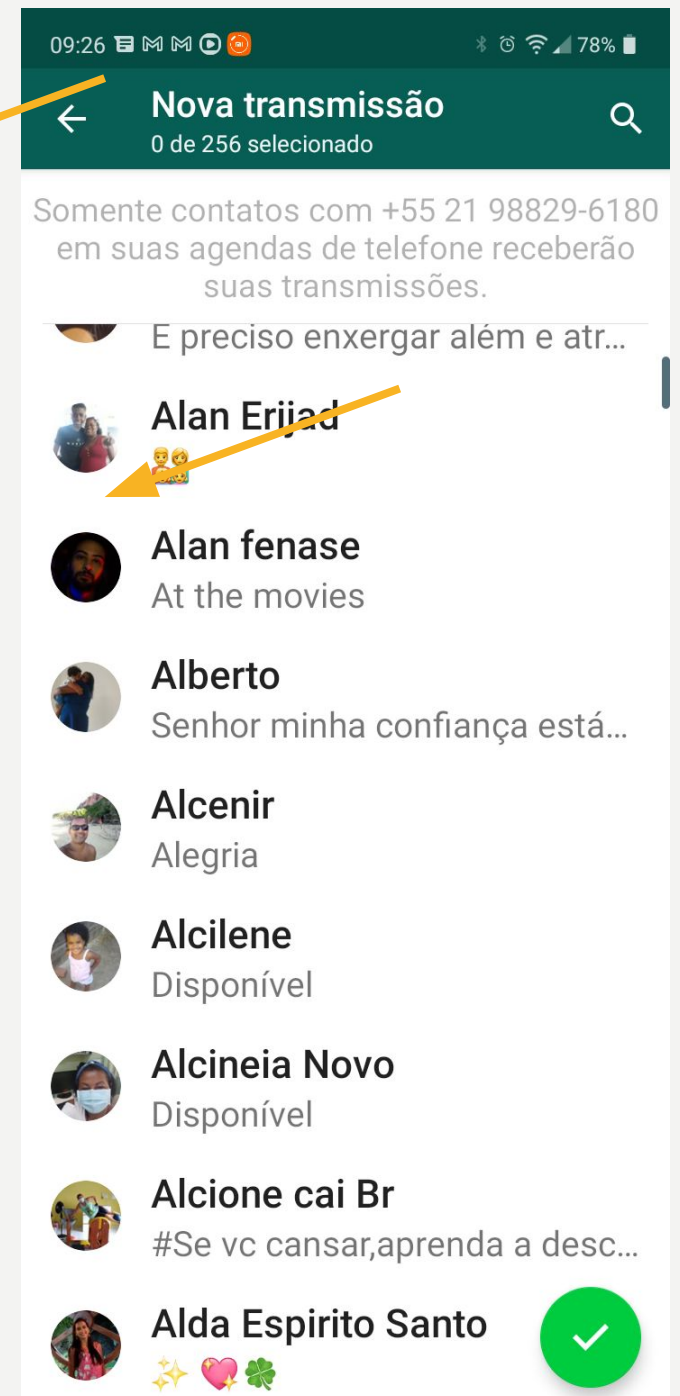 09:26 78%
Nova transmissão
0 de 256 selecionado
Somente contatos com +55 21 98829-6180
em suas agendas de telefone receberão
suas transmissões.
E preciso enxergar além e atr...
Alan Erijad
👨‍👩‍👦‍👧
Alan fenase
At the movies
Alberto
Senhor minha confiança está...
Alcenir
Alegria
Alcilene
Disponível
Alcineia Novo
Disponível
Alcione cai Br
#Se vc cansar,aprenda a desc...
Alda Espirito Santo
✨ 💖🍀